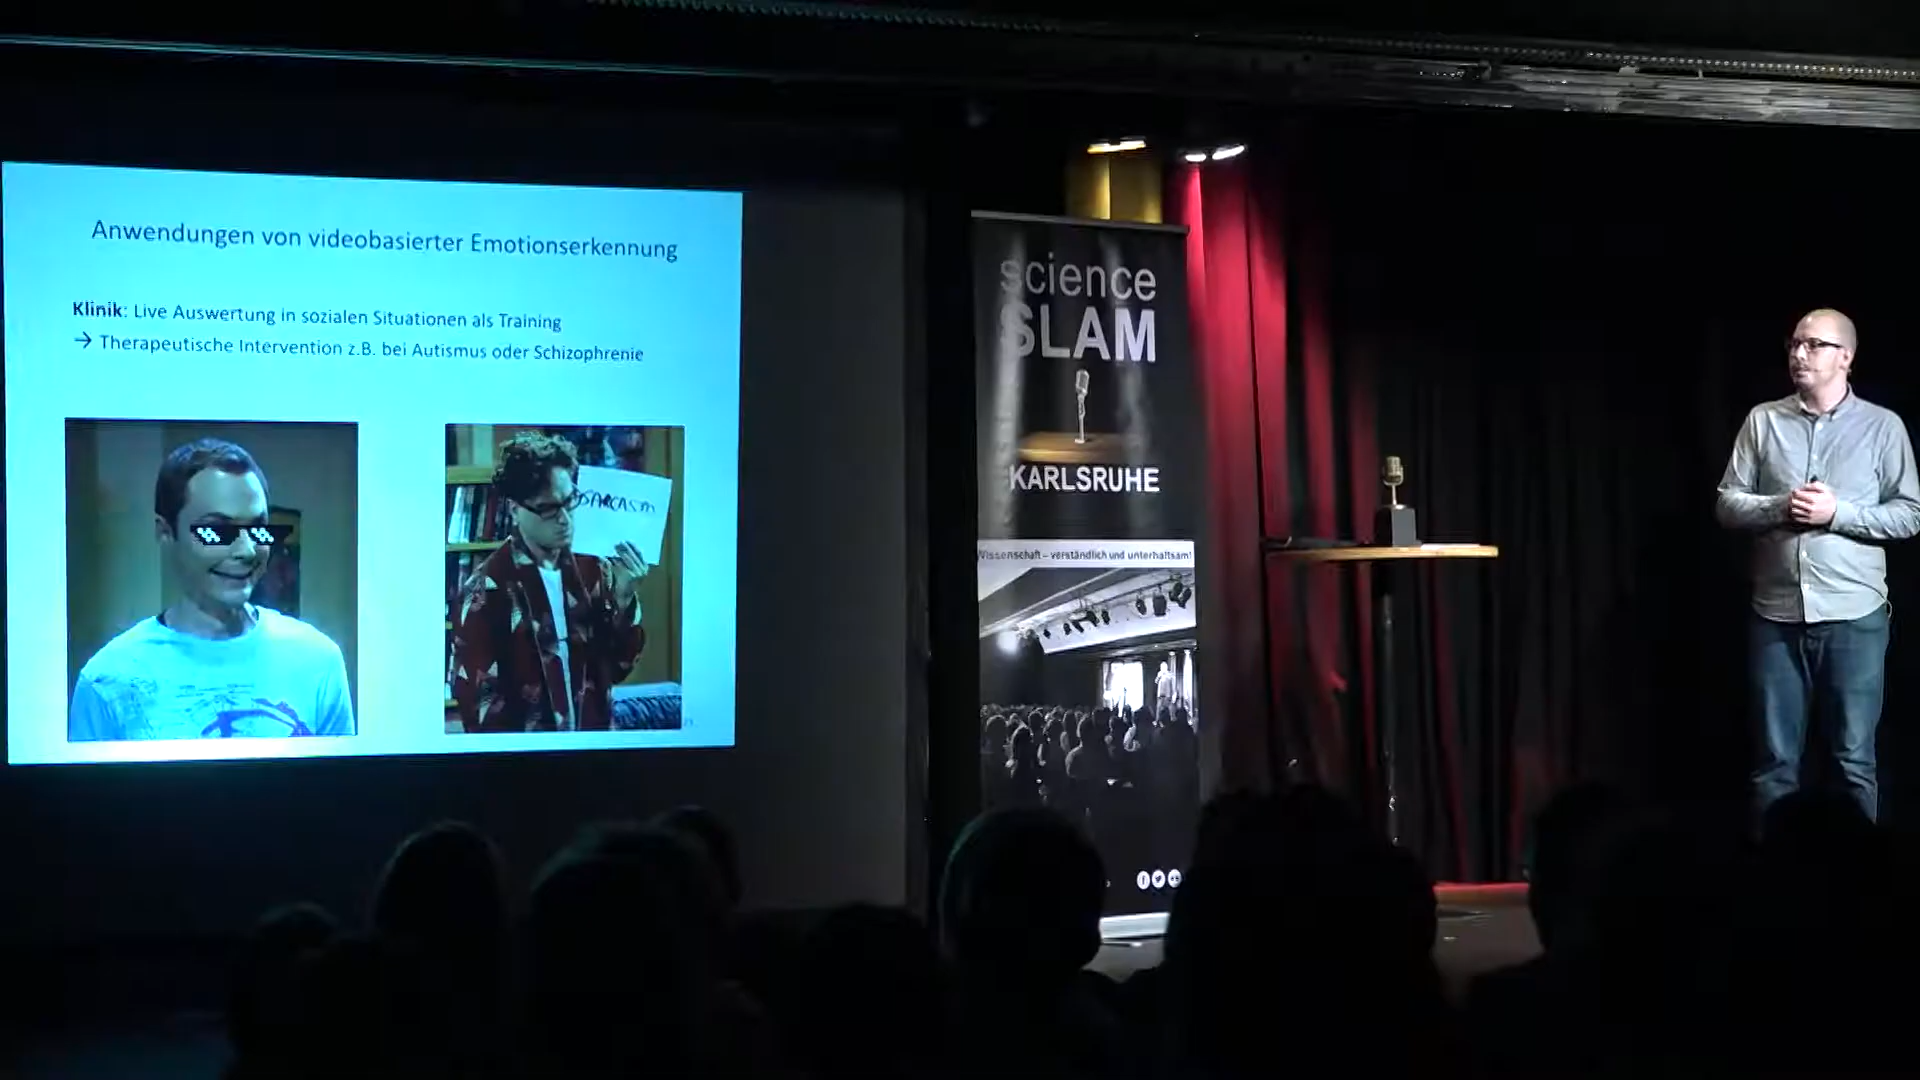 Anwendungen von videobasierter Emotionserkennung
Klinik: Live Auswertung in sozialen Situationen als Training
→ Therapeutische Intervention z.B. bei Autismus oder Schizophrenie
SARCASM
science
SLAM
KARLSRUHE
Wissenschaft – verständlich und unterhaltsam!